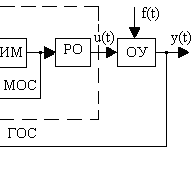 f(t)
ИМ РО u(t) ОУ y(t)
МОС
ГОС